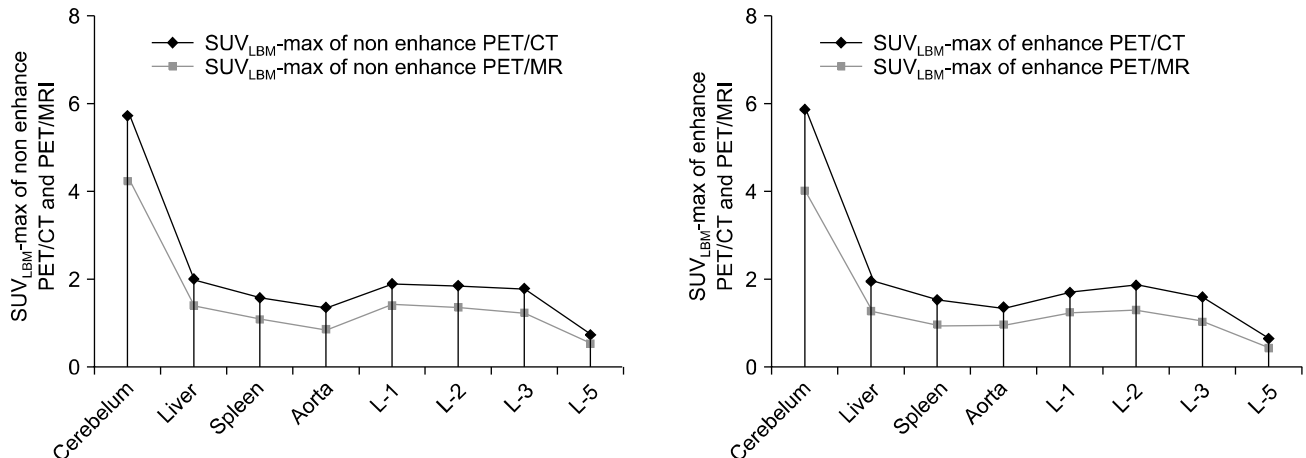 SUVLBM-max of non enhance
PET/CT and PET/MRI
8
6
4
2
0
SUVLBM-max of non enhance PET/CT
SUVLBM-max of non enhance PET/MR
Cerebelum
Liver
Spleen
Aorta
L-1
L-2
L-3
L-5
SUVLBM-max of enhance
PET/CT and PET/MRI
8
6
4
2
0
SUVLBM-max of enhance PET/CT
SUVLBM-max of enhance PET/MR
Cerebelum
Liver
Spleen
Aorta
L-1
L-2
L-3
L-5